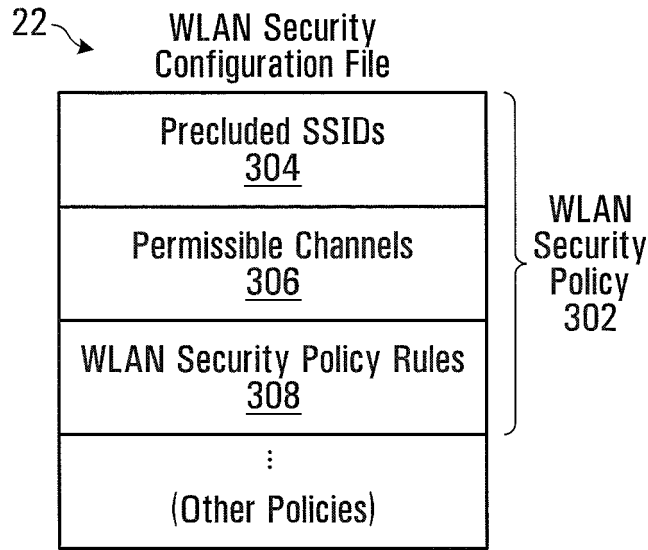 22
WLAN Security
Configuration File
Precluded SSIDs
304
Permissible Channels
306
WLAN Security Policy Rules
308
⋮
(Other Policies)
WLAN
Security
Policy
302